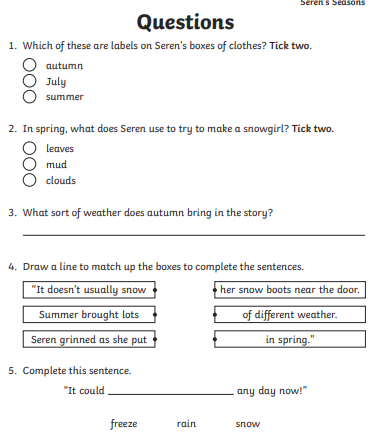 Seren's Seasons
Questions
1. Which of these are labels on Seren's boxes of clothes? Tick two.
autumn
July
summer
2. In spring, what does Seren use to try to make a snowgirl? Tick two.
leaves
mud
clouds
3. What sort of weather does autumn bring in the story?
4. Draw a line to match up the boxes to complete the sentences.
"It doesn't usually snow
her snow boots near the door.
Summer brought lots
of different weather.
Seren grinned as she put
in spring."
5. Complete this sentence.
"It could ______________ any day now!"
freeze rain snow